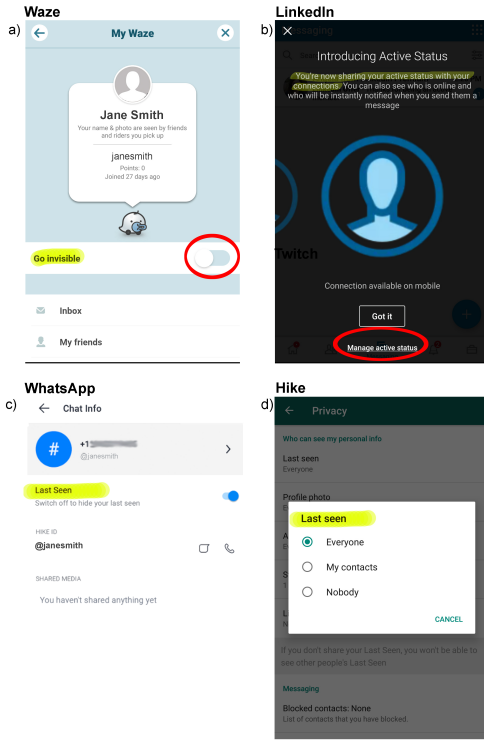 Waze
a)
My Waze
Jane Smith
Your name & photo are seen by friends
and riders you pick up
janesmith
Points: 0
Joined 27 days ago
Go invisible
Inbox
My friends
LinkedIn
b)
Messaging
Introducing Active Status
You're now sharing your active status with your
connections. You can also see who is online and
who will be instantly notified when you send them a
message
Twitch
Connection available on mobile
Got it
Manage active status
WhatsApp
c)
Chat Info
#
+1
@janesmith
Last Seen
Switch off to hide your last seen
HIKE ID
@janesmith
SHARED MEDIA
You haven't shared anything yet
Hike
d)
Privacy
Who can see my personal info
Last seen
Everyone
Profile photo
Last seen
Everyone
My contacts
Nobody
CANCEL
If you don't share your Last Seen, you won't be able to
see other people's Last Seen
Messaging
Blocked contacts: None
List of contacts that you have blocked.